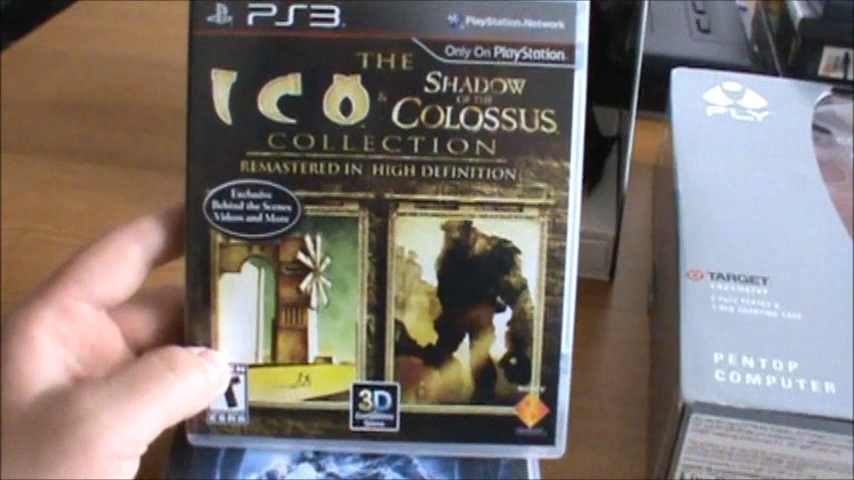 PS3
PlayStation Network
Only On PlayStation
THE
ICO & SHADOW OF THE COLOSSUS
COLLECTION
REMASTERED IN HIGH DEFINITION
Exclusive
Behind the Scenes
Videos and More
3D
SONY
FLY
TARGET
EXCLUSIVE
PENTOP
COMPUTER